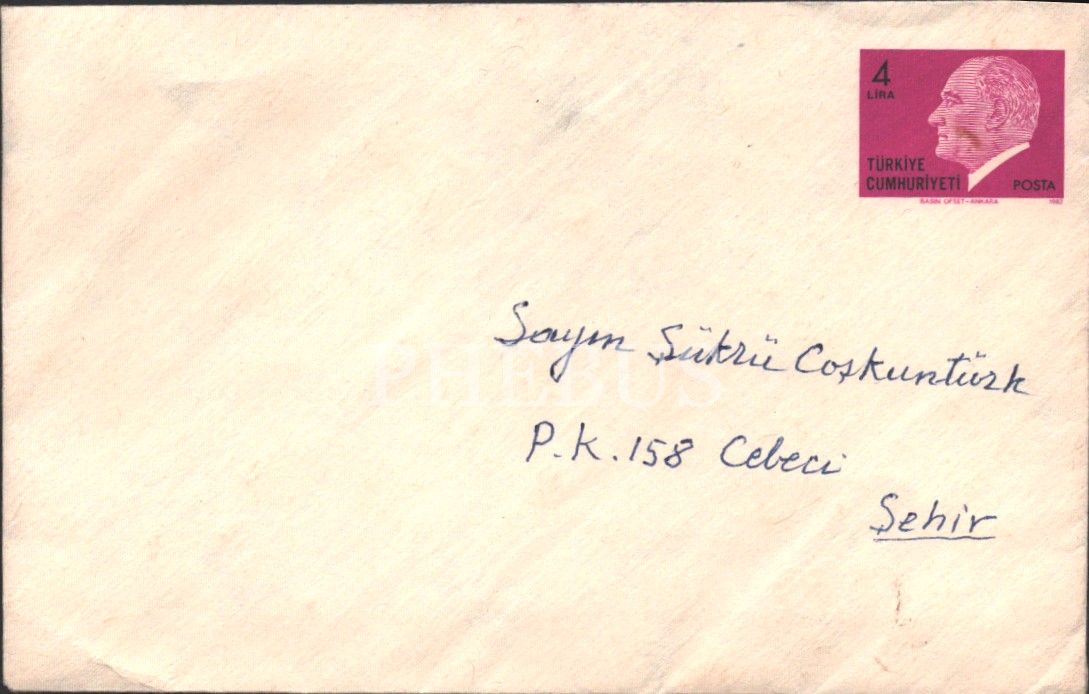 4
LİRA
TÜRKİYE
CUMHURİYETİ
POSTA
BASIN OFSET-ANKARA 1982
Sayın Şükrü Coşkuntürk
PHEBUS
P.K.158 Cebeci
Şehir